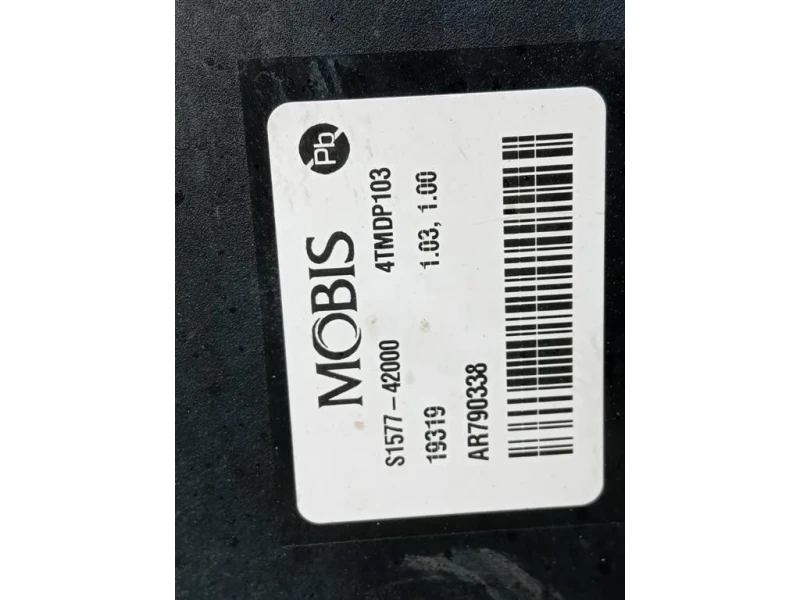 MOBIS Pb
S1577-42000 4TMDP103
19319 1.03, 1.00
AR790338